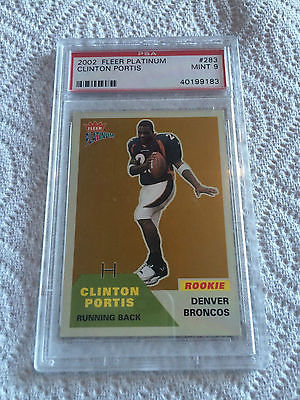 PSA
2002 FLEER PLATINUM #283
CLINTON PORTIS MINT 9
40199183
FLEER
PLATINUM
CLINTON
PORTIS
RUNNING BACK
ROOKIE
DENVER
BRONCOS